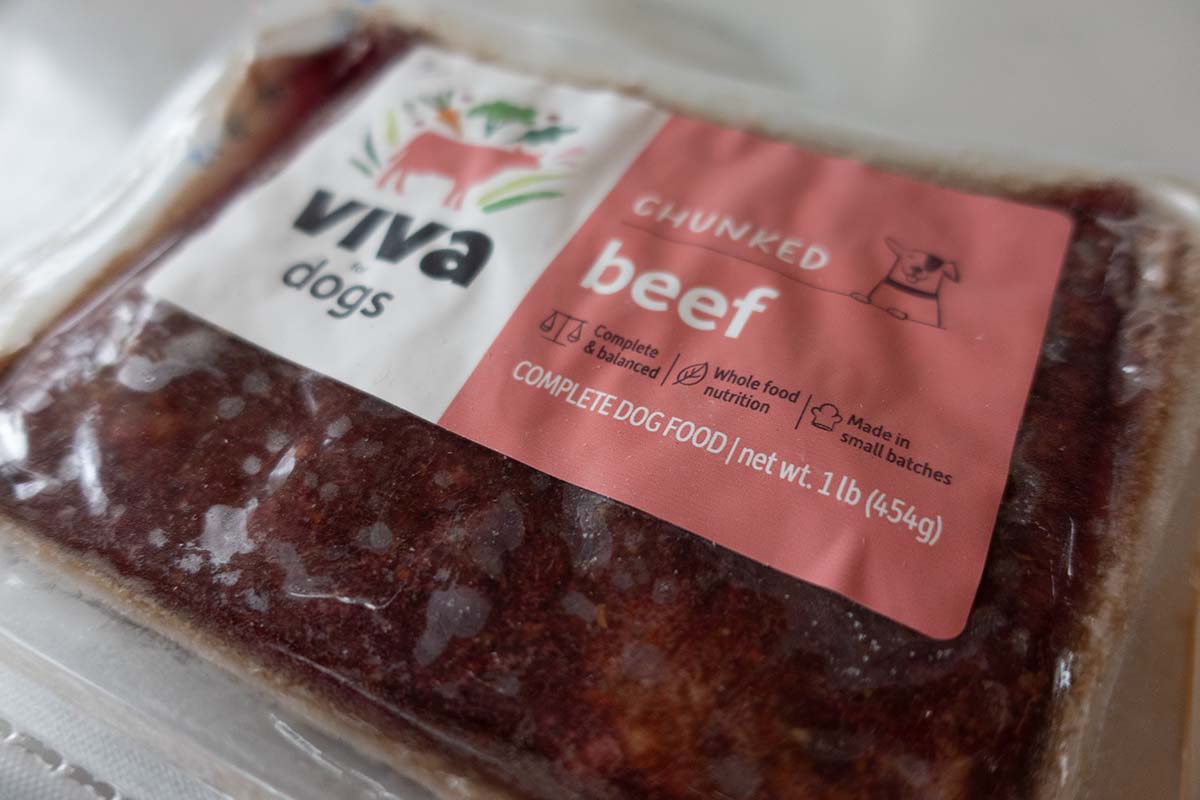 viva
for
dogs
CHUNKED
beef
Complete
& balanced
Whole food
nutrition
Made in
small batches
COMPLETE DOG FOOD | net wt. 1 lb (454g)